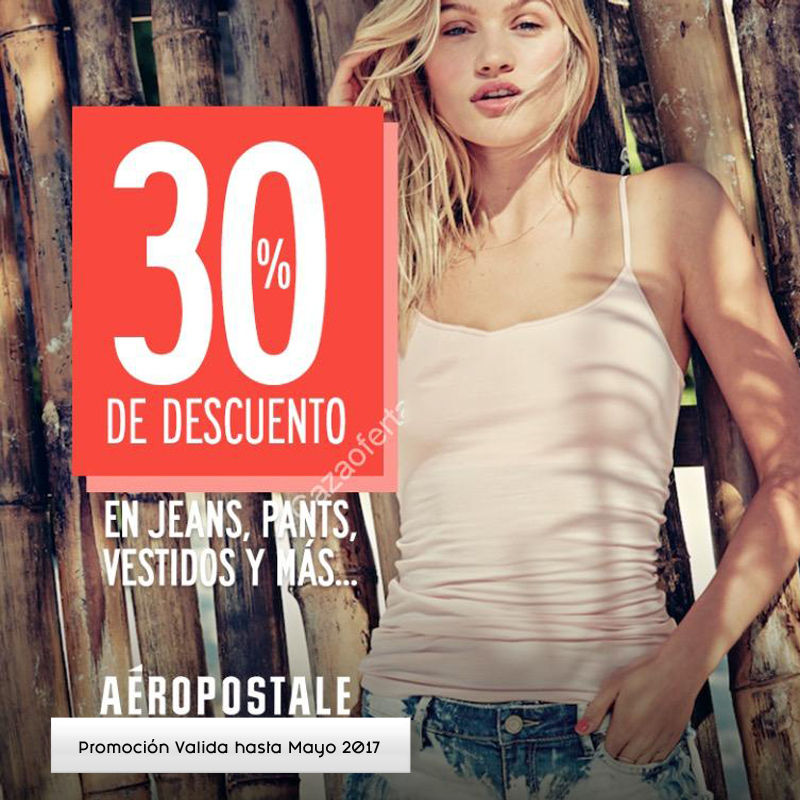 30%
DE DESCUENTO
EN JEANS, PANTS,
VESTIDOS Y MÁS...
AÉROPOSTALE
Promoción Valida hasta Mayo 2017